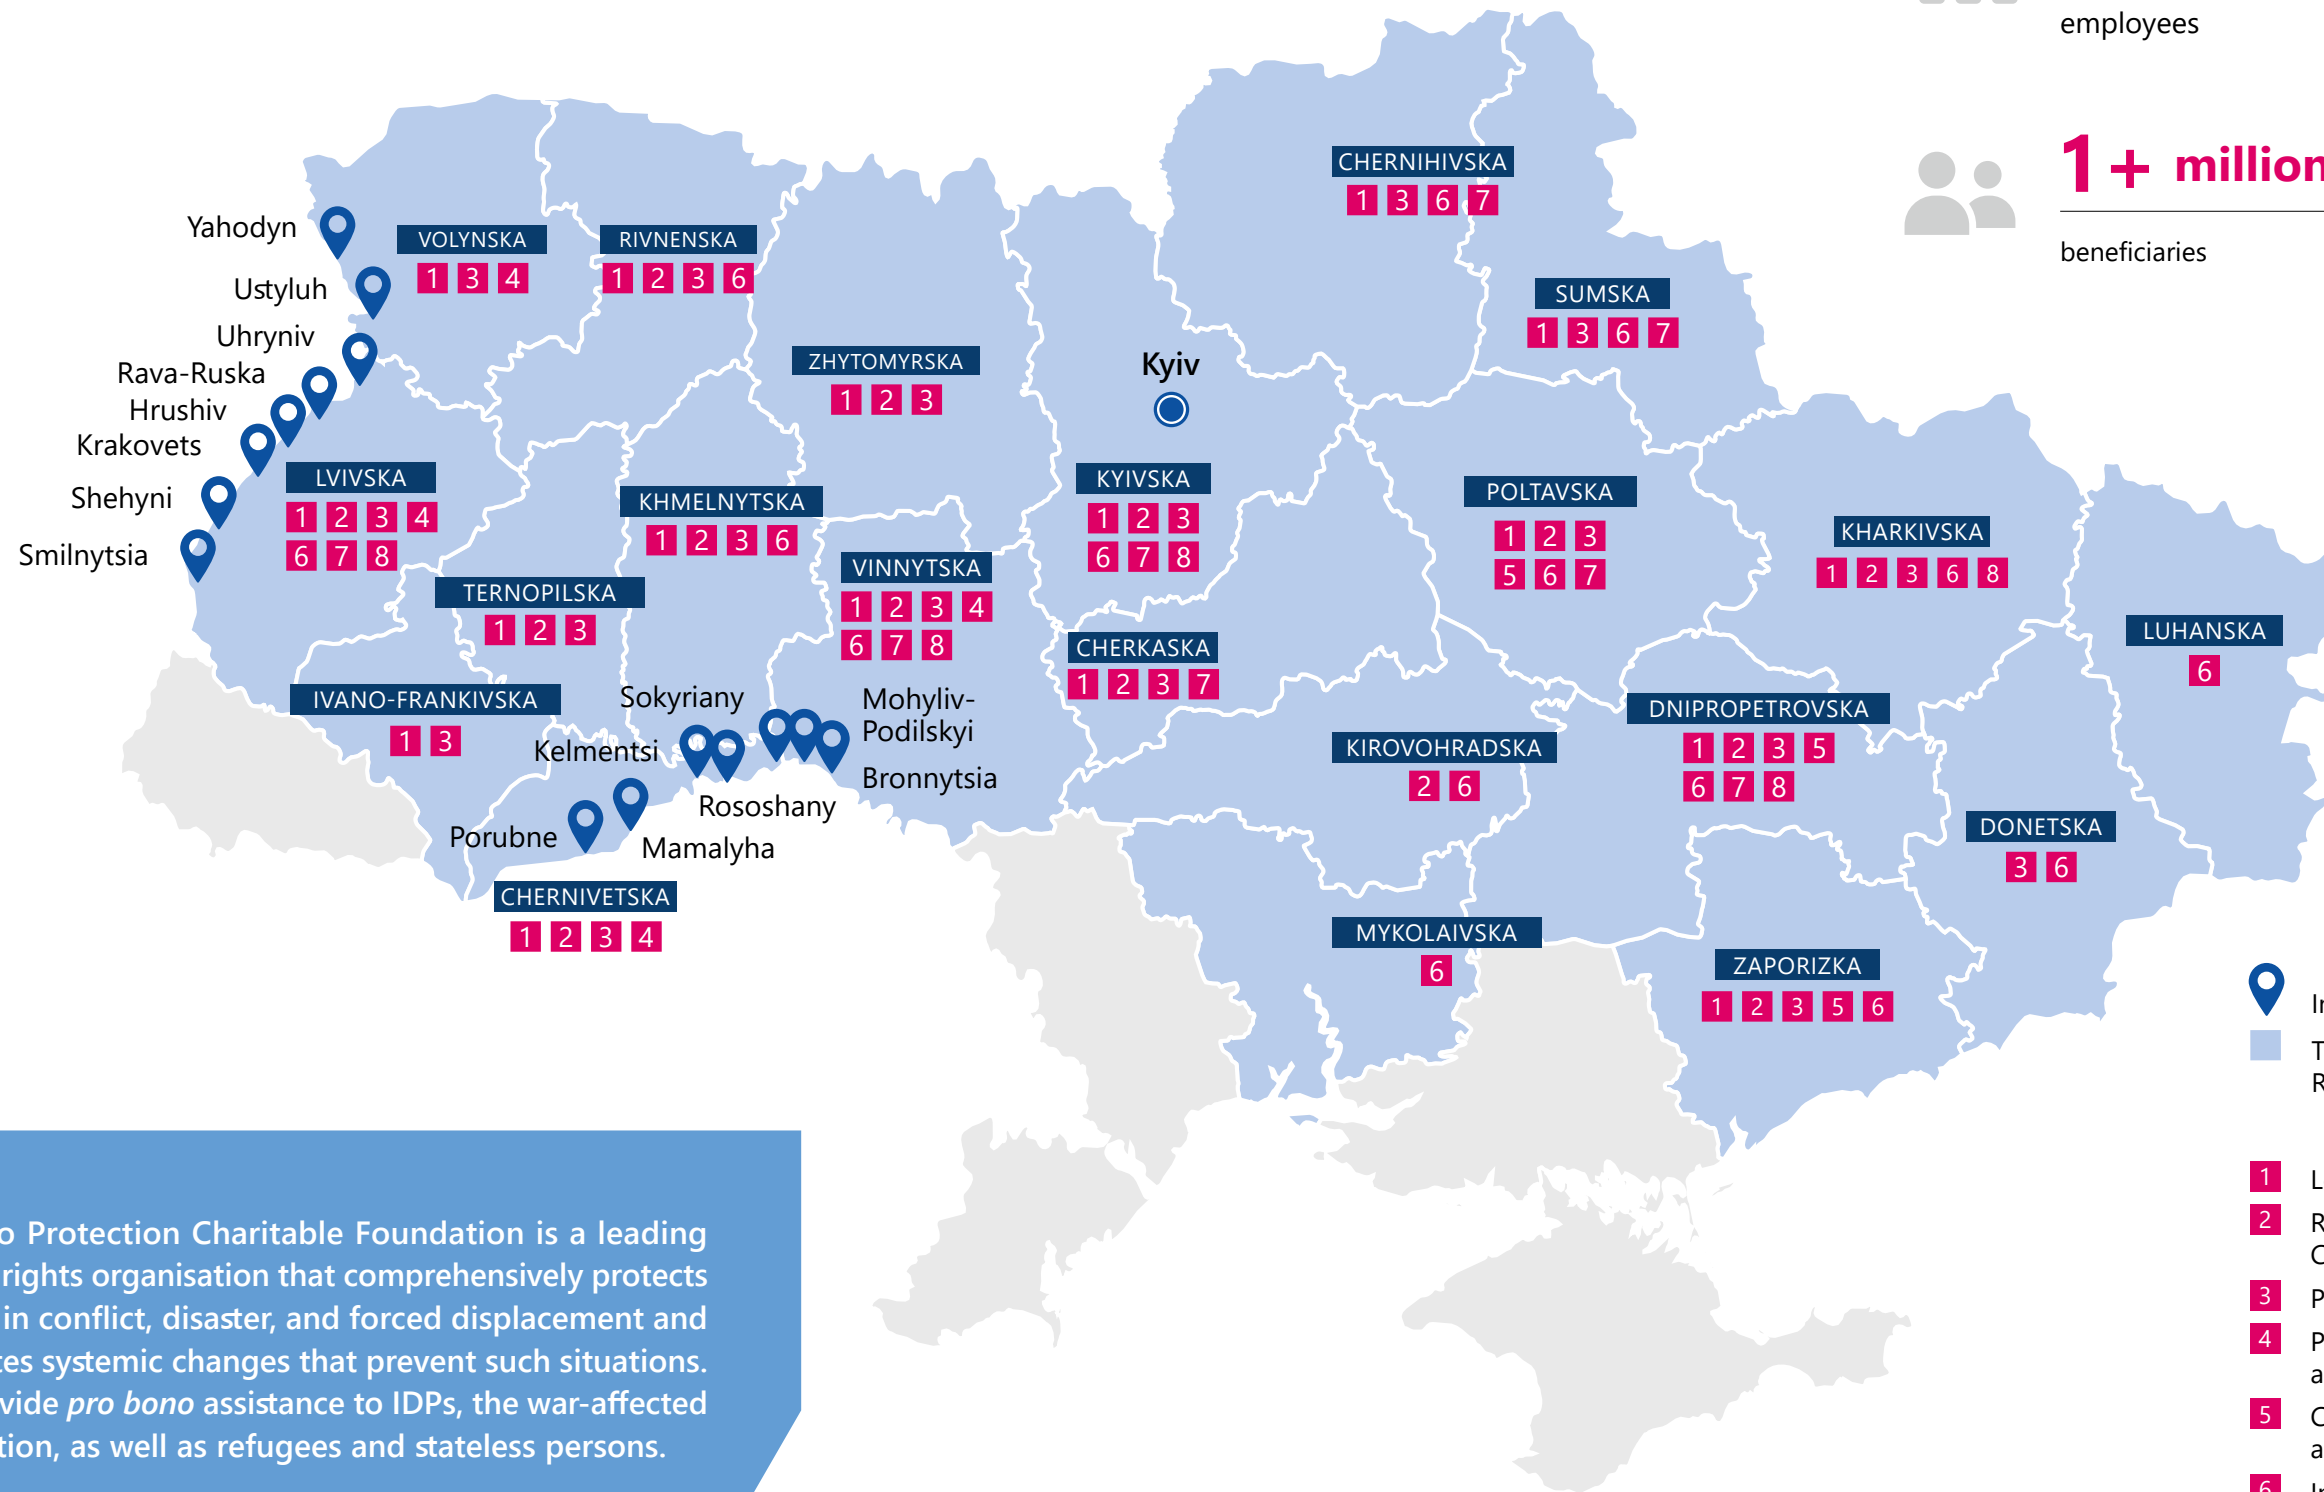 employees
1+ million
beneficiaries
CHERNIHIVSKA
1 3 6 7
Yahodyn
VOLYNSKA
1 3 4
RIVNENSKA
1 2 3 6
Ustyluh
SUMSKA
1 3 6 7
Uhryniv
Rava-Ruska
Hrushiv
Krakovets
ZHYTOMYRSKA
1 2 3
Kyiv
LVIVSKA
1 2 3 4
6 7 8
Shehyni
Smilnytsia
KHMELNYTSKA
1 2 3 6
KYIVSKA
1 2 3
6 7 8
POLTAVSKA
1 2 3
5 6 7
KHARKIVSKA
1 2 3 6 8
VINNYTSKA
1 2 3 4
6 7 8
TERNOPILSKA
1 2 3
CHERKASKA
1 2 3 7
LUHANSKA
6
IVANO-FRANKIVSKA
1 3
Sokyriany
Mohyliv-
Podilskyi
Kelmentsi
Bronnytsia
Rososhany
Porubne
Mamalyha
KIROVOHRADSKA
2 6
DNIPROPETROVSKA
1 2 3 5
6 7 8
DONETSKA
3 6
CHERNIVETSKA
1 2 3 4
MYKOLAIVSKA
6
ZAPORIZKA
1 2 3 5 6
Protection Charitable Foundation is a leading
rights organisation that comprehensively protects
in conflict, disaster, and forced displacement and
systemic changes that prevent such situations.
pro bono assistance to IDPs, the war-affected
as well as refugees and stateless persons.
1
2
3
4
5
6